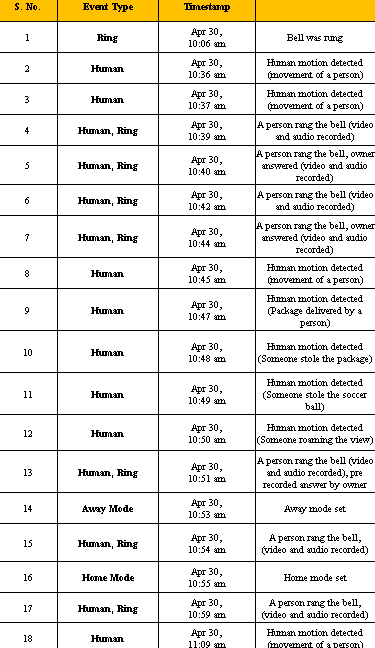 S. No. Event Type Timestamp
1 Ring Apr 30, 10:06 am Bell was rung
2 Human Apr 30, 10:36 am Human motion detected (movement of a person)
3 Human Apr 30, 10:37 am Human motion detected (movement of a person)
4 Human, Ring Apr 30, 10:39 am A person rang the bell (video and audio recorded)
5 Human, Ring Apr 30, 10:40 am A person rang the bell, owner answered (video and audio recorded)
6 Human, Ring Apr 30, 10:42 am A person rang the bell (video and audio recorded)
7 Human, Ring Apr 30, 10:44 am A person rang the bell, owner answered (video and audio recorded)
8 Human Apr 30, 10:45 am Human motion detected (movement of a person)
9 Human Apr 30, 10:47 am Human motion detected (Package delivered by a person)
10 Human Apr 30, 10:48 am Human motion detected (Someone stole the package)
11 Human Apr 30, 10:49 am Human motion detected (Someone stole the soccer ball)
12 Human Apr 30, 10:50 am Human motion detected (Someone roaming the view)
13 Human, Ring Apr 30, 10:51 am A person rang the bell (video and audio recorded), pre recorded answer by owner
14 Away Mode Apr 30, 10:53 am Away mode set
15 Human, Ring Apr 30, 10:54 am A person rang the bell, (video and audio recorded)
16 Home Mode Apr 30, 10:55 am Home mode set
17 Human, Ring Apr 30, 10:59 am A person rang the bell, (video and audio recorded)
18 Human Apr 30, 11:09 am Human motion detected (movement of a person)